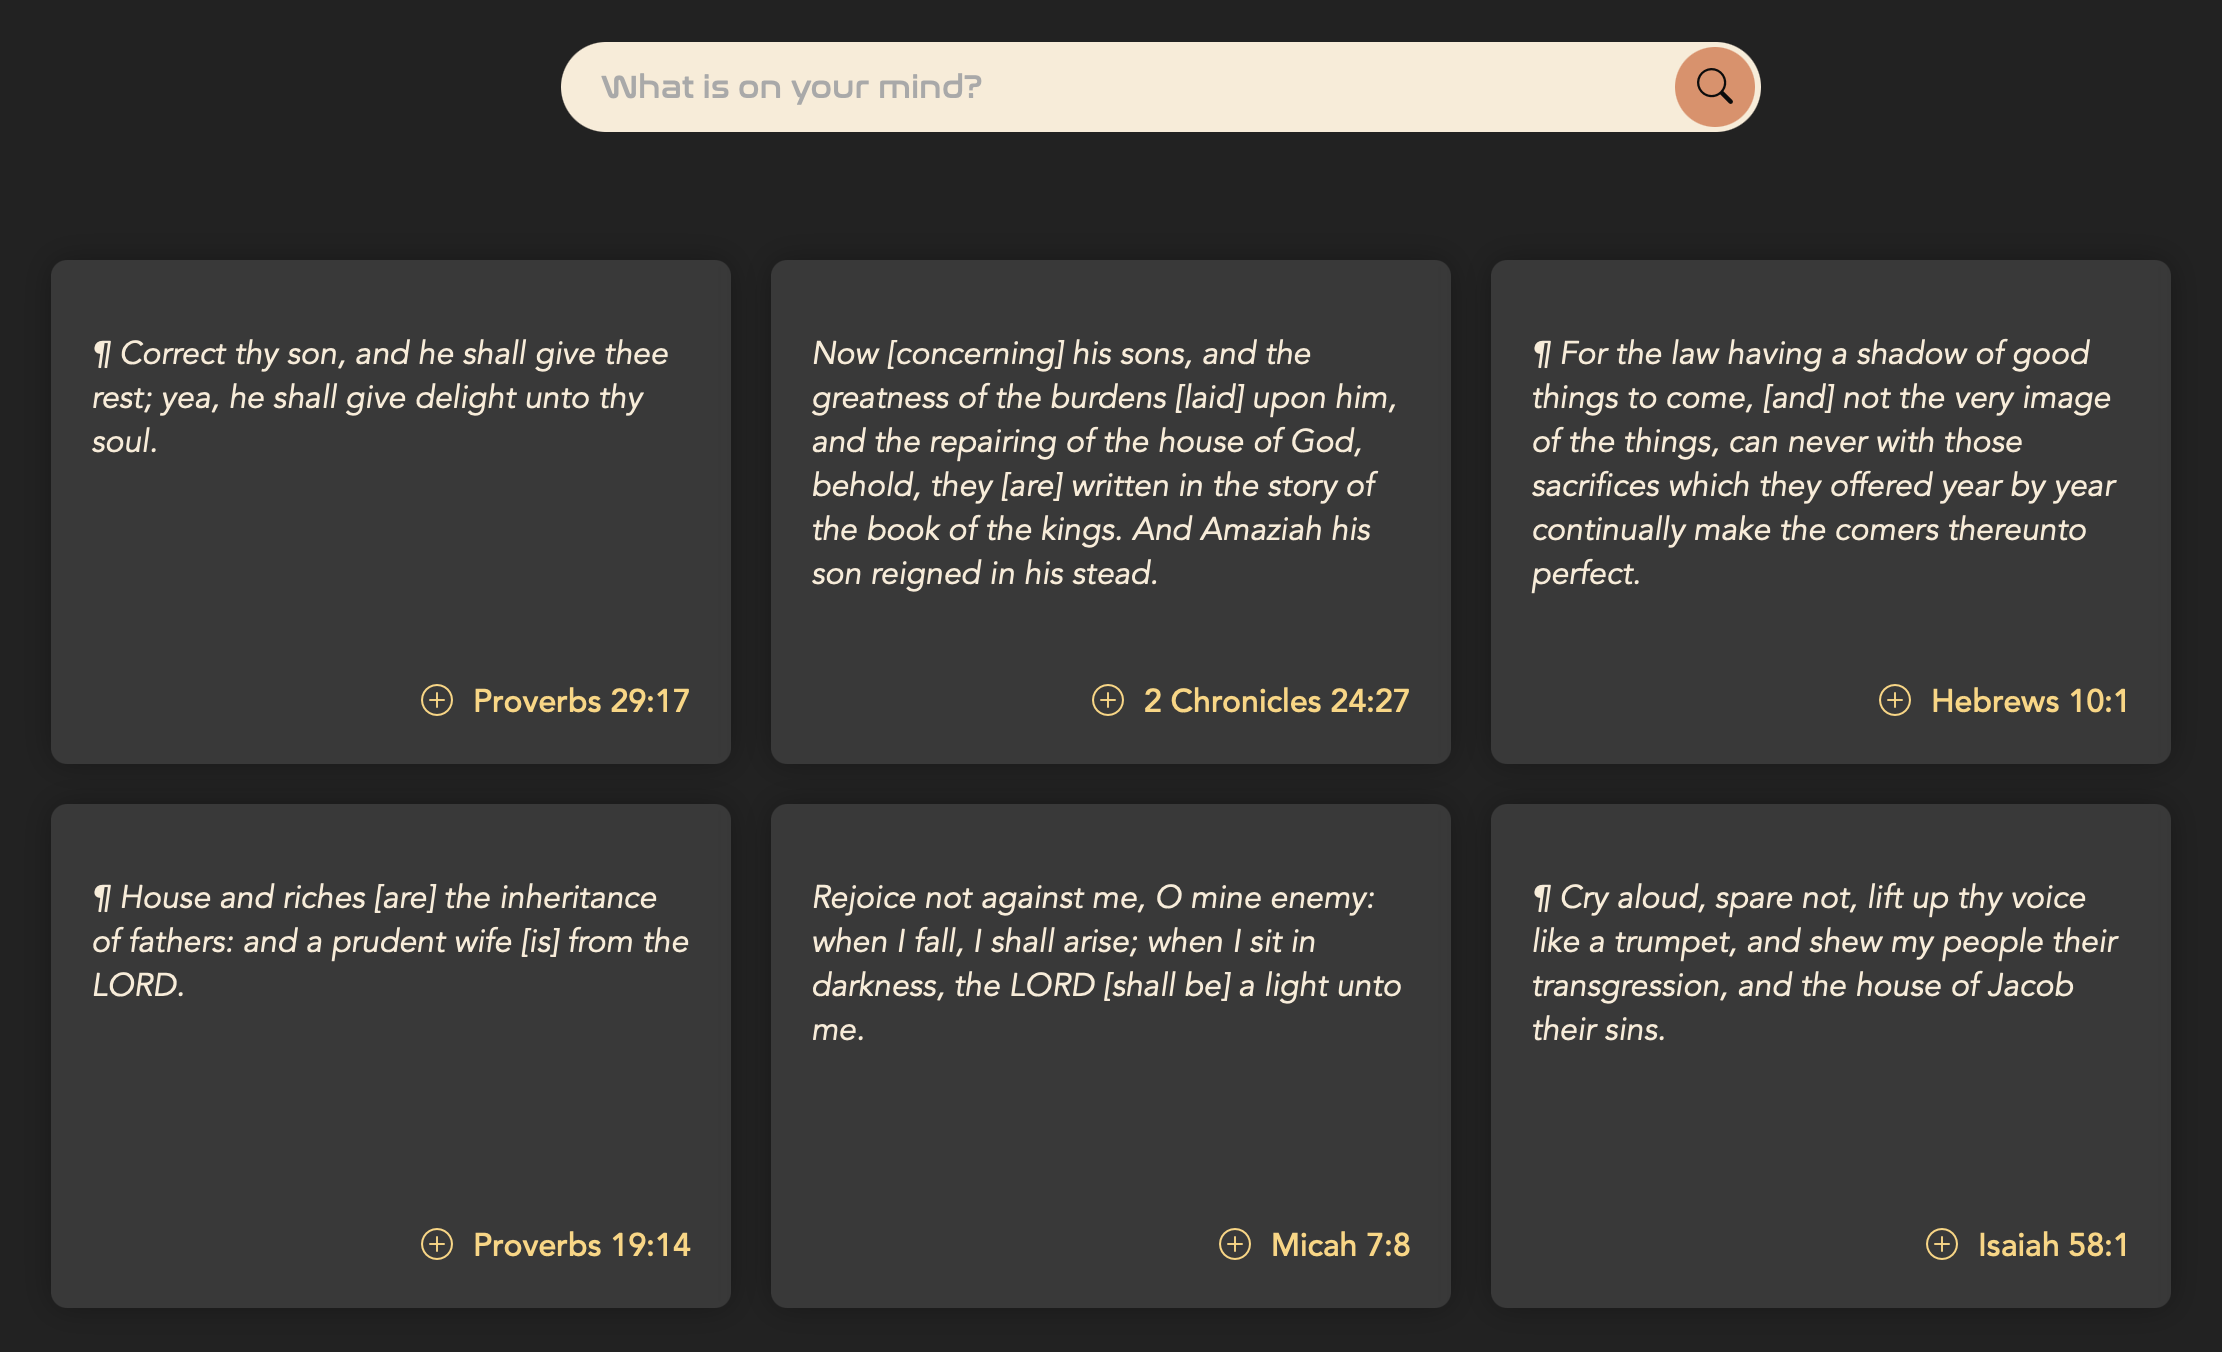 What is on your mind?
¶ Correct thy son, and he shall give thee
rest; yea, he shall give delight unto thy
soul.
Proverbs 29:17
Now [concerning] his sons, and the
greatness of the burdens [laid] upon him,
and the repairing of the house of God,
behold, they [are] written in the story of
the book of the kings. And Amaziah his
son reigned in his stead.
2 Chronicles 24:27
¶ For the law having a shadow of good
things to come, [and] not the very image
of the things, can never with those
sacrifices which they offered year by year
continually make the comers thereunto
perfect.
Hebrews 10:1
¶ House and riches [are] the inheritance
of fathers: and a prudent wife [is] from the
LORD.
Proverbs 19:14
Rejoice not against me, O mine enemy:
when I fall, I shall arise; when I sit in
darkness, the LORD [shall be] a light unto
me.
Micah 7:8
¶ Cry aloud, spare not, lift up thy voice
like a trumpet, and shew my people their
transgression, and the house of Jacob
their sins.
Isaiah 58:1